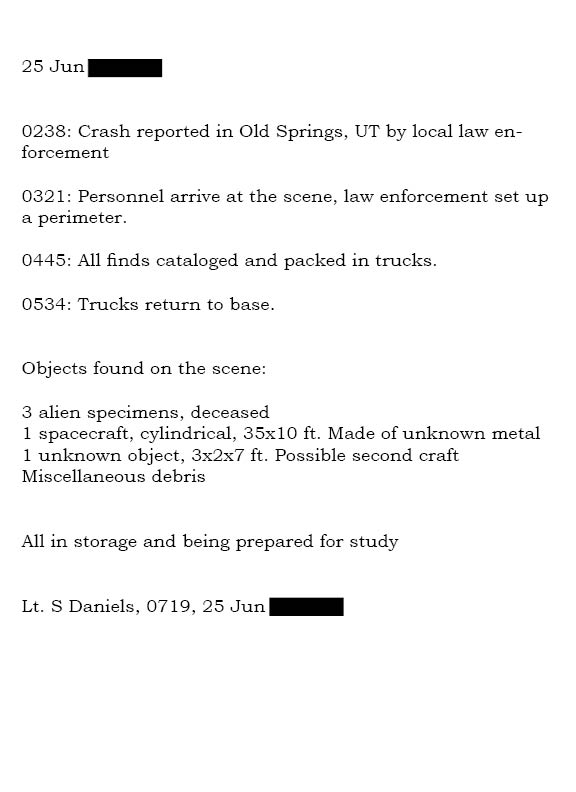 25 Jun
0238: Crash reported in Old Springs, UT by local law en-
forcement
0321: Personnel arrive at the scene, law enforcement set up
a perimeter.
0445: All finds cataloged and packed in trucks.
0534: Trucks return to base.
Objects found on the scene:
3 alien specimens, deceased
1 spacecraft, cylindrical, 35x10 ft. Made of unknown metal
1 unknown object, 3x2x7 ft. Possible second craft
Miscellaneous debris
All in storage and being prepared for study
Lt. S Daniels, 0719, 25 Jun